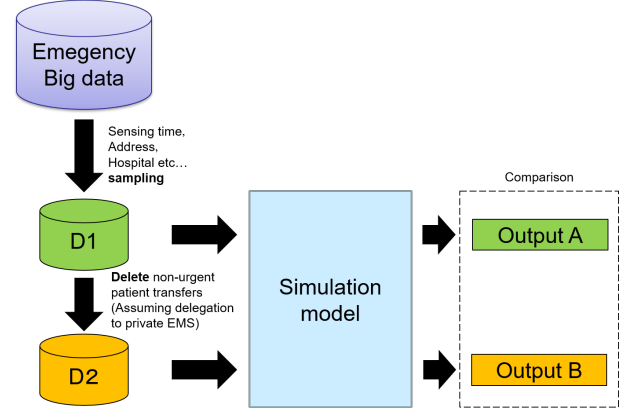 Emegency
Big data
Sensing time,
Address,
Hospital etc…
sampling
Comparison
D1
Output A
Delete non-urgent
patient transfers
(Assuming delegation
to private EMS)
Simulation
model
D2
Output B